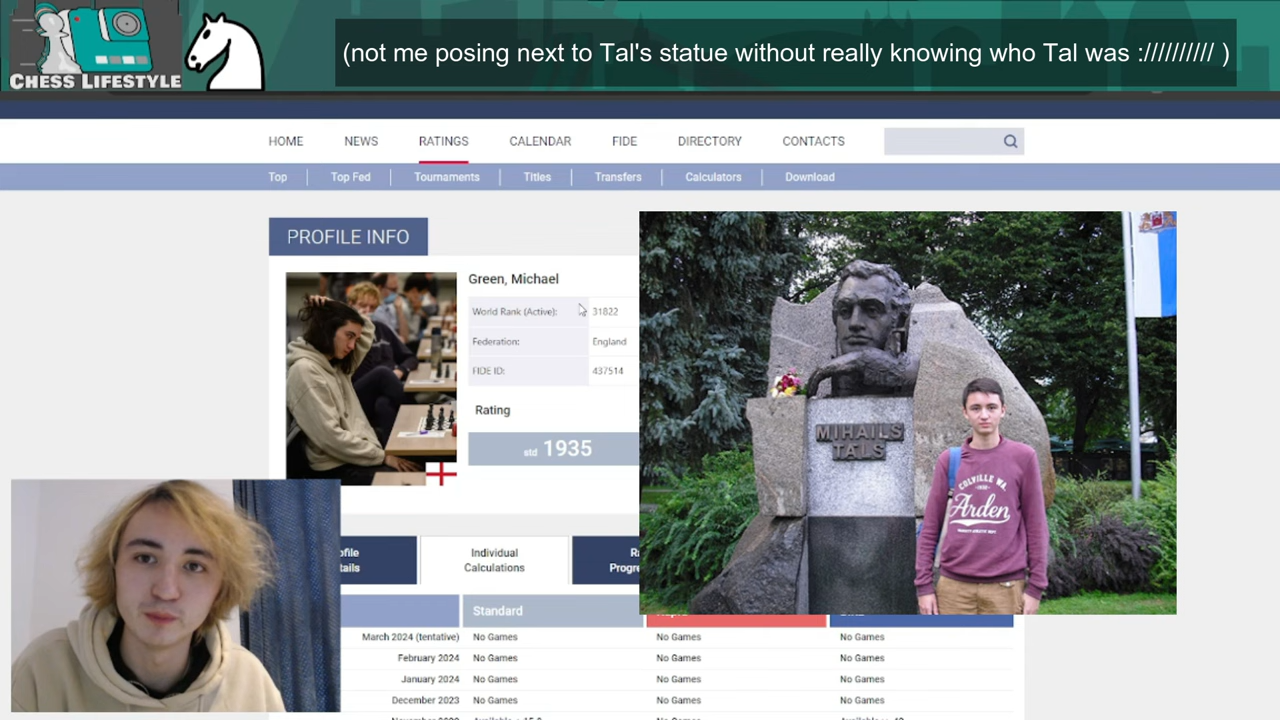 CHESS LIFESTYLE
(not me posing next to Tal's statue without really knowing who Tal was ://///////// )
HOME NEWS RATINGS CALENDAR FIDE DIRECTORY CONTACTS
Top Top Fed Tournaments Titles Transfers Calculators Download
PROFILE INFO
Green, Michael
World Rank (Active): 31822
Federation: England
FIDE ID: 437514
Rating
std 1935
MIHAILS
TĀLS
COLVILLE WA.
Arden
Individual
Calculations
Standard
March 2024 (tentative) No Games No Games No Games
February 2024 No Games No Games No Games
January 2024 No Games No Games No Games
December 2023 No Games No Games No Games